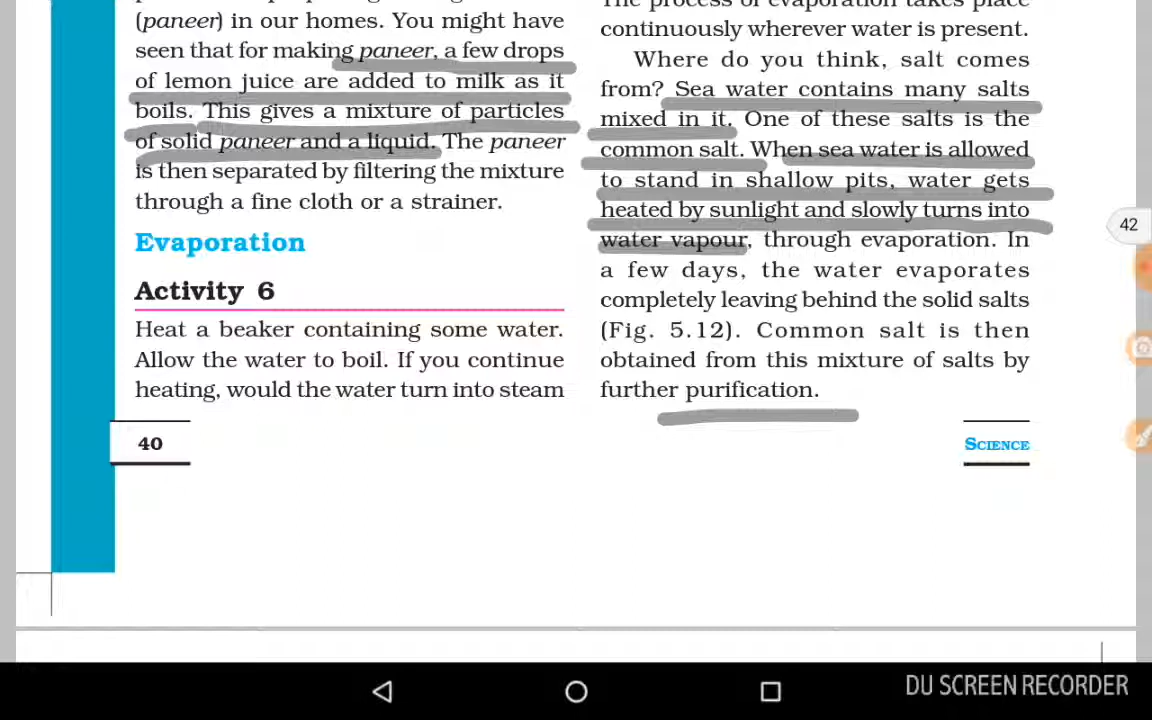 (paneer) in our homes. You might have
seen that for making paneer, a few drops
of lemon juice are added to milk as it
boils. This gives a mixture of particles
of solid paneer and a liquid. The paneer
is then separated by filtering the mixture
through a fine cloth or a strainer.
Evaporation
Activity 6
Heat a beaker containing some water.
Allow the water to boil. If you continue
heating, would the water turn into steam
40
The process of evaporation takes place
continuously wherever water is present.
Where do you think, salt comes
from? Sea water contains many salts
mixed in it. One of these salts is the
common salt. When sea water is allowed
to stand in shallow pits, water gets
heated by sunlight and slowly turns into
water vapour, through evaporation. In
a few days, the water evaporates
completely leaving behind the solid salts
(Fig. 5.12). Common salt is then
obtained from this mixture of salts by
further purification.
SCIENCE
42
DU SCREEN RECORDER